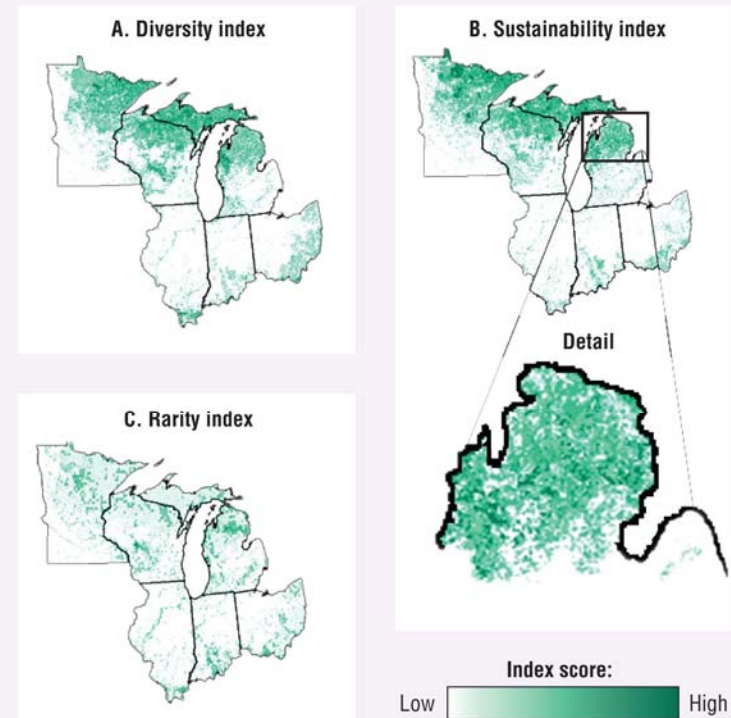 A. Diversity index
B. Sustainability index
Detail
C. Rarity index
Index score:
Low High